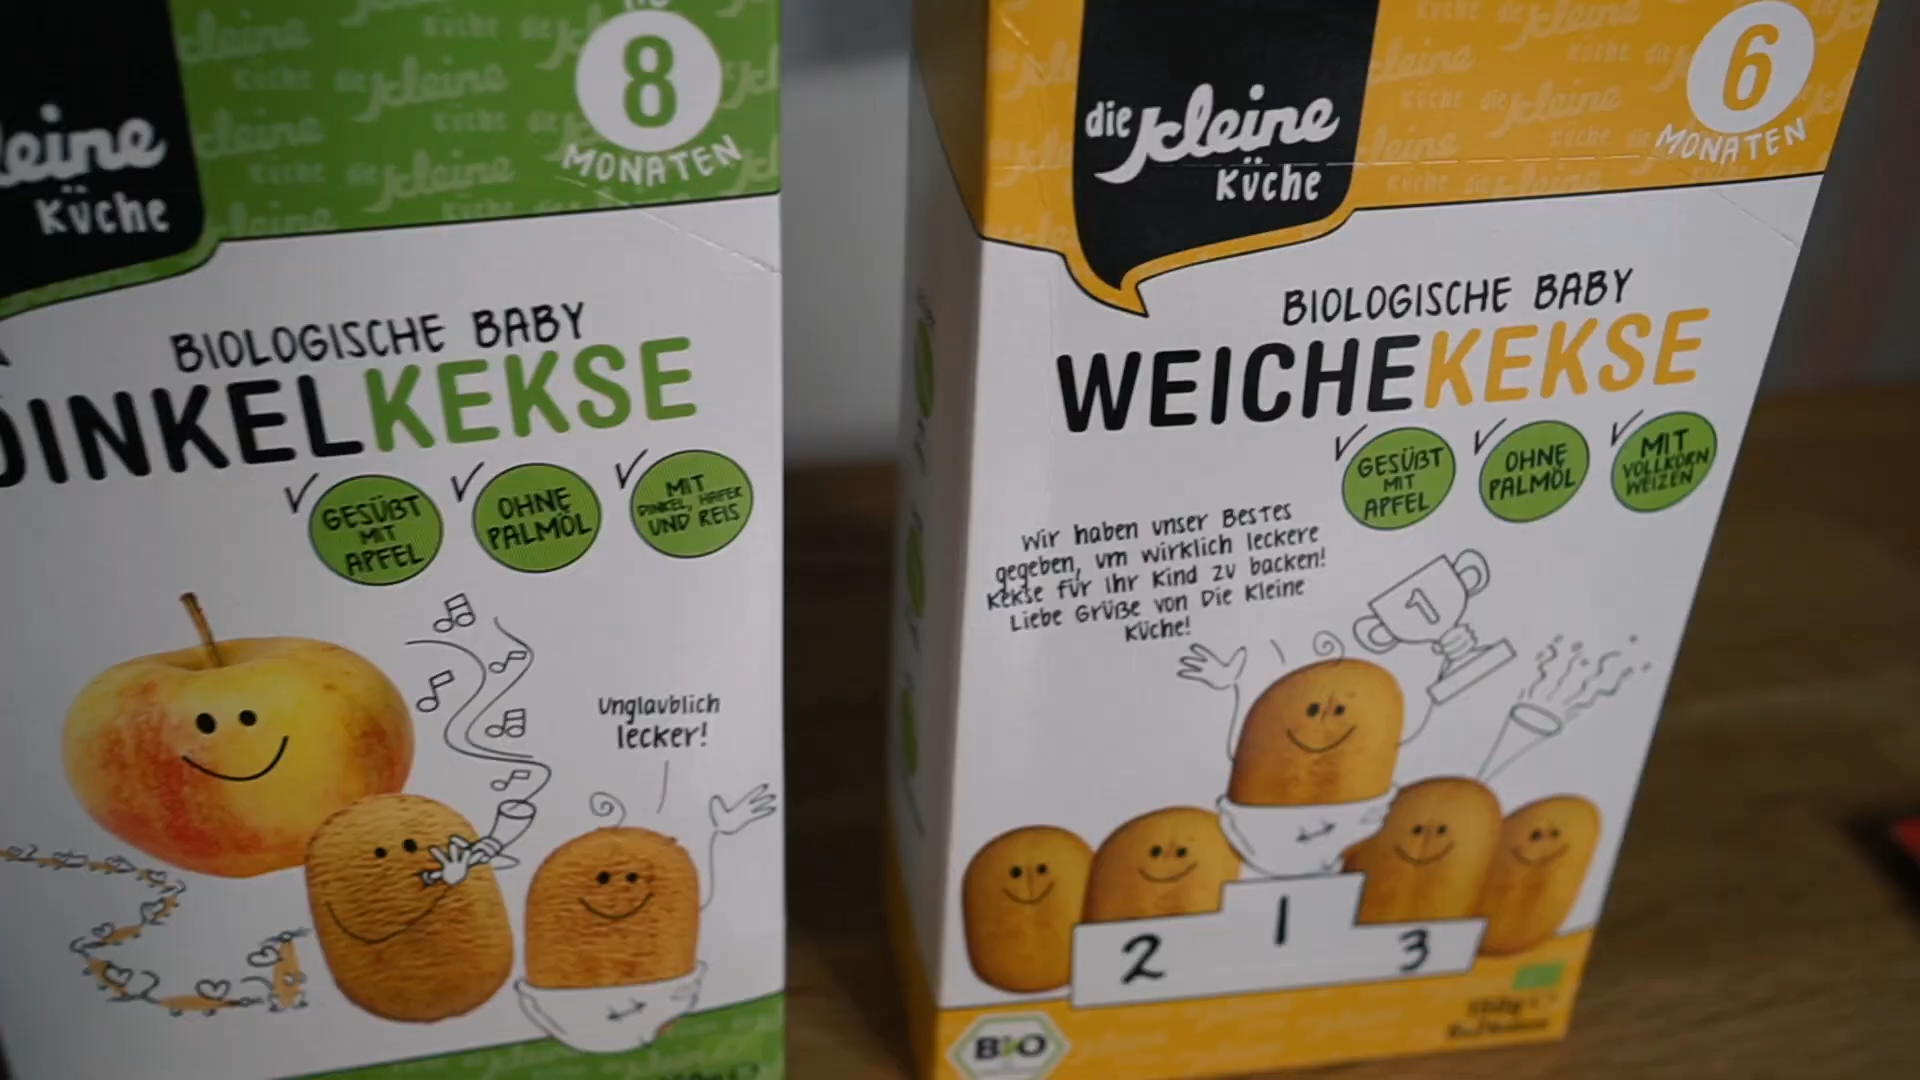 8
MONATEN
Küche
BIOLOGISCHE BABY
DINKELKEKSE
GESÜßT
MIT
APFEL
OHNE
PALMÖL
MIT
DINKEL, HAFER
UND REIS
Unglaublich
lecker!
6
MONATEN
die kleine
Küche
BIOLOGISCHE BABY
WEICHEKEKSE
GESÜßT
MIT
APFEL
OHNE
PALMÖL
MIT
VOLLKORN
WEIZEN
Wir haben unser Bestes
gegeben, um wirklich leckere
Kekse für Ihr Kind zu backen!
Liebe Grüße von Die Kleine
Küche!
1
2
1
3
BIO